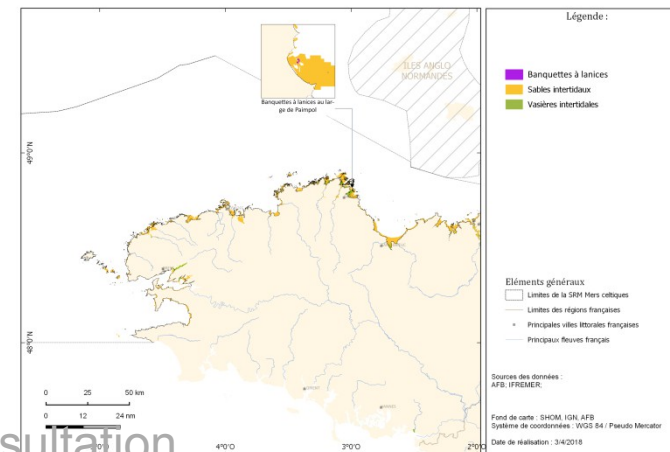 Légende :
Banquettes à lanices
Sables intertidaux
Vasières intertidales
ÎLES ANGLO
NORMANDES
Banquettes à lanices au lar-
ge de Paimpol
49°0'N
48°0'N
Eléments généraux
Limites de la SRM Mers celtiques
Limites des régions françaises
Principales villes littorales françaises
Principaux fleuves français
Sources des données :
AFB; IFREMER;
Fond de carte : SHOM, IGN, AFB
Système de coordonnées : WGS 84 / Pseudo Mercator
Date de réalisation : 3/4/2018
0 25 50 km
0 12 24 nm
4°0'O 3°0'O 2°0'O
sultation